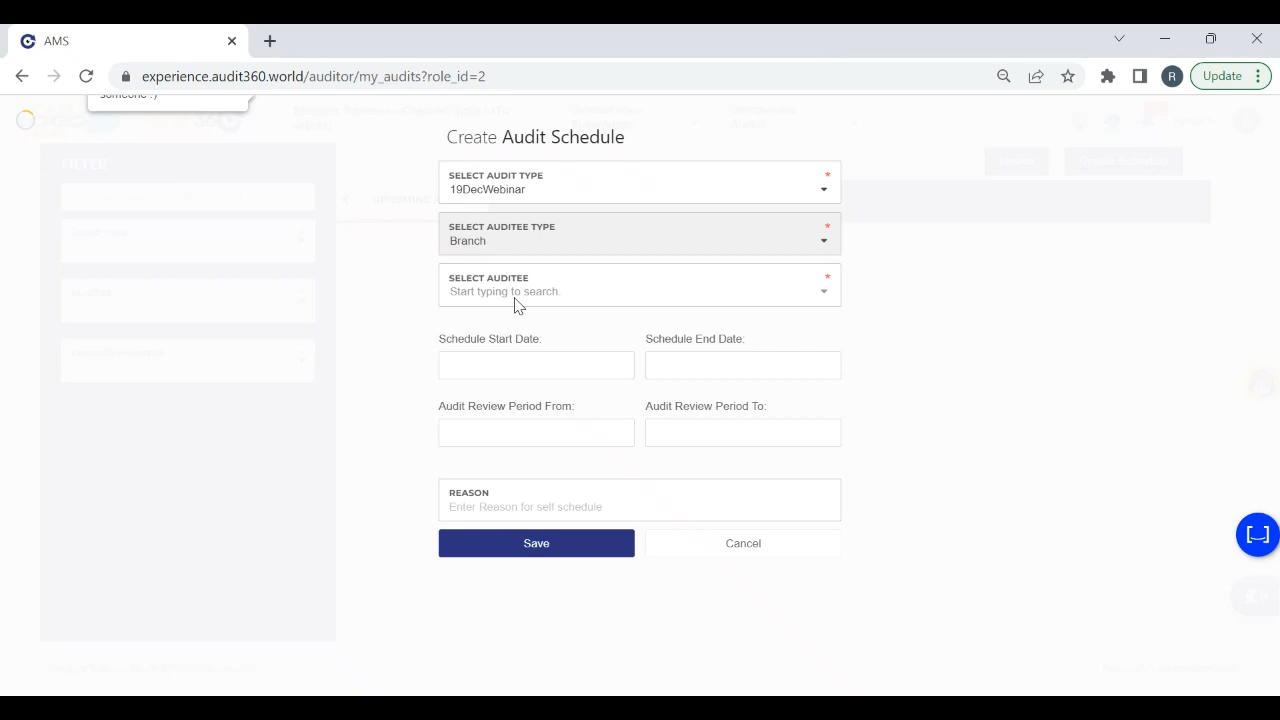 AMS
experience.audit360.world/auditor/my_audits?role_id=2
R
Update
Create Audit Schedule
SELECT AUDIT TYPE *
19DecWebinar
SELECT AUDITEE TYPE *
Branch
SELECT AUDITEE *
Start typing to search.
Schedule Start Date: Schedule End Date:
Audit Review Period From: Audit Review Period To:
REASON
Enter Reason for self schedule
Save Cancel
FILTER